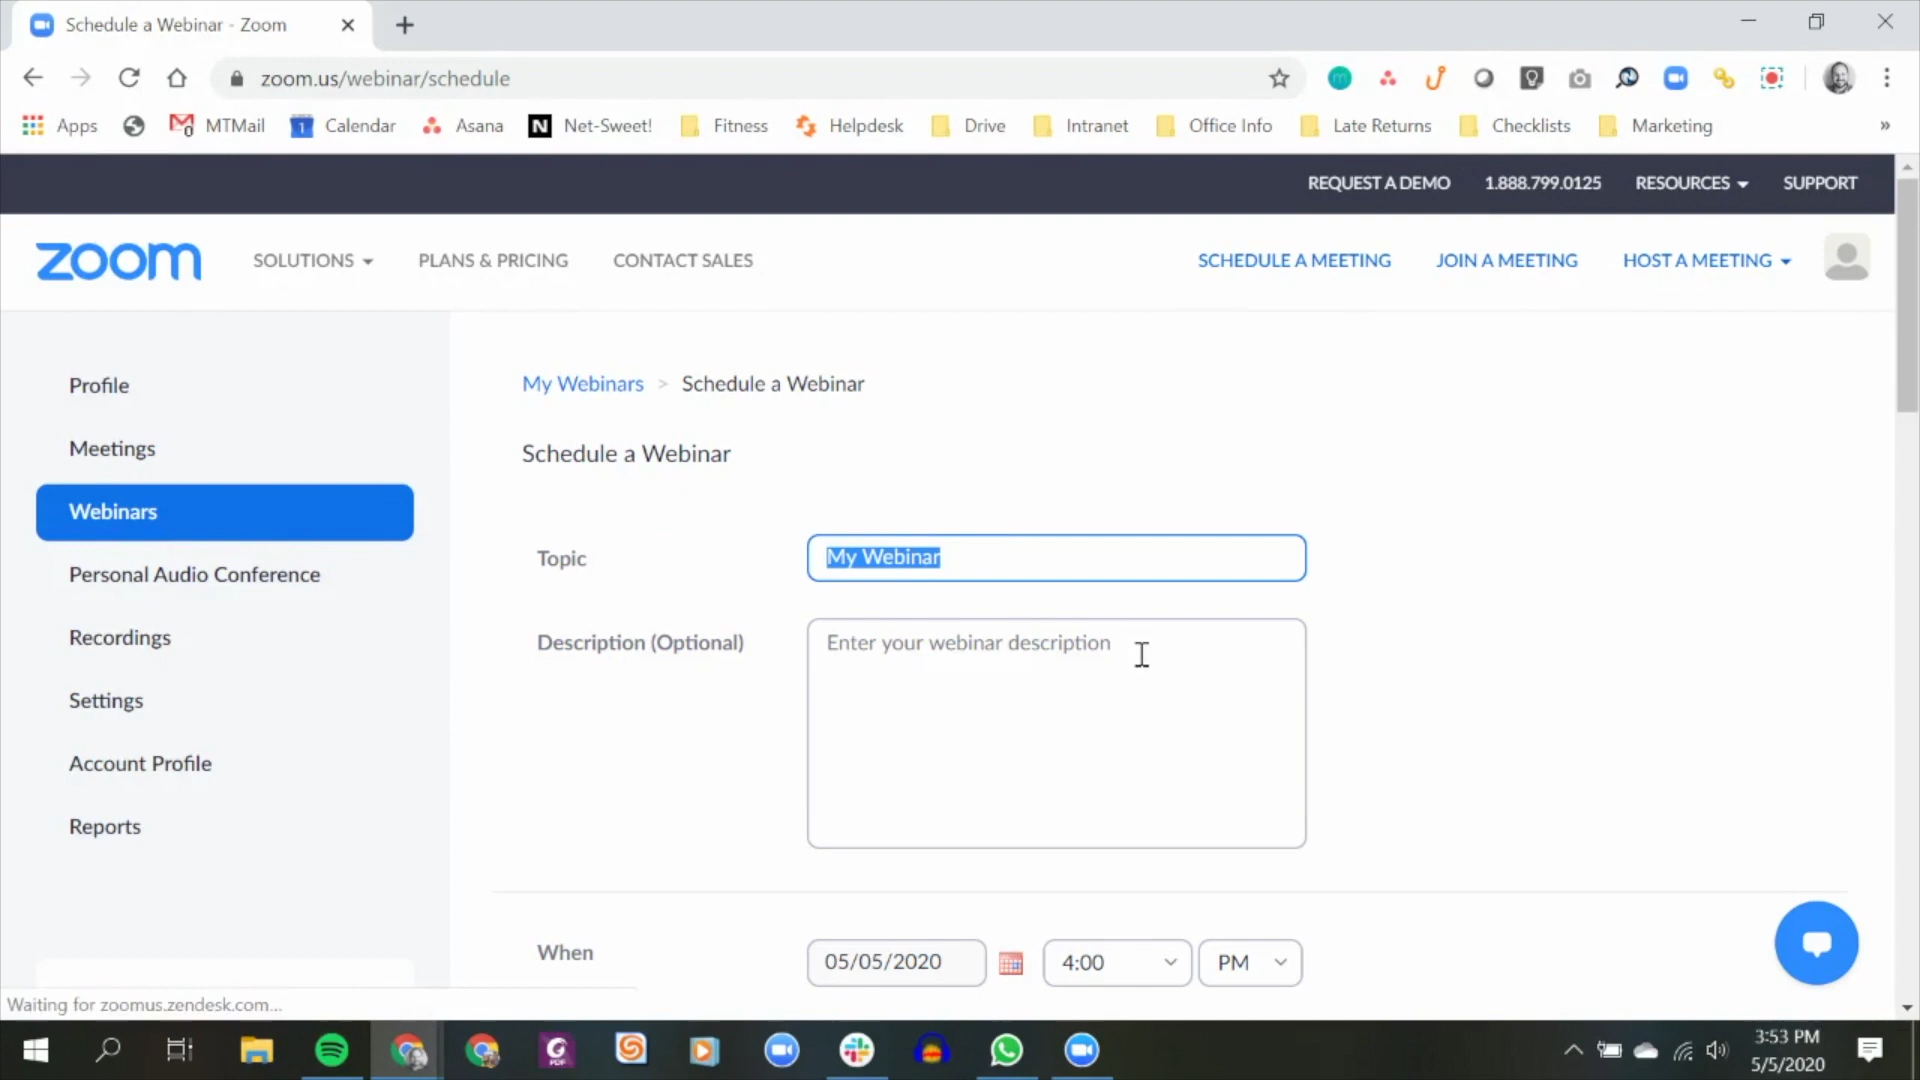 Schedule a Webinar - Zoom
zoom.us/webinar/schedule
Apps MTMail Calendar Asana Net-Sweet! Fitness Helpdesk Drive Intranet Office Info Late Returns Checklists Marketing »
REQUEST A DEMO 1.888.799.0125 RESOURCES SUPPORT
zoom SOLUTIONS PLANS & PRICING CONTACT SALES SCHEDULE A MEETING JOIN A MEETING HOST A MEETING
Profile
Meetings
Webinars
Personal Audio Conference
Recordings
Settings
Account Profile
Reports
My Webinars > Schedule a Webinar
Schedule a Webinar
Topic My Webinar
Description (Optional) Enter your webinar description
When 05/05/2020 4:00 PM
Waiting for zoomus.zendesk.com...
3:53 PM
5/5/2020